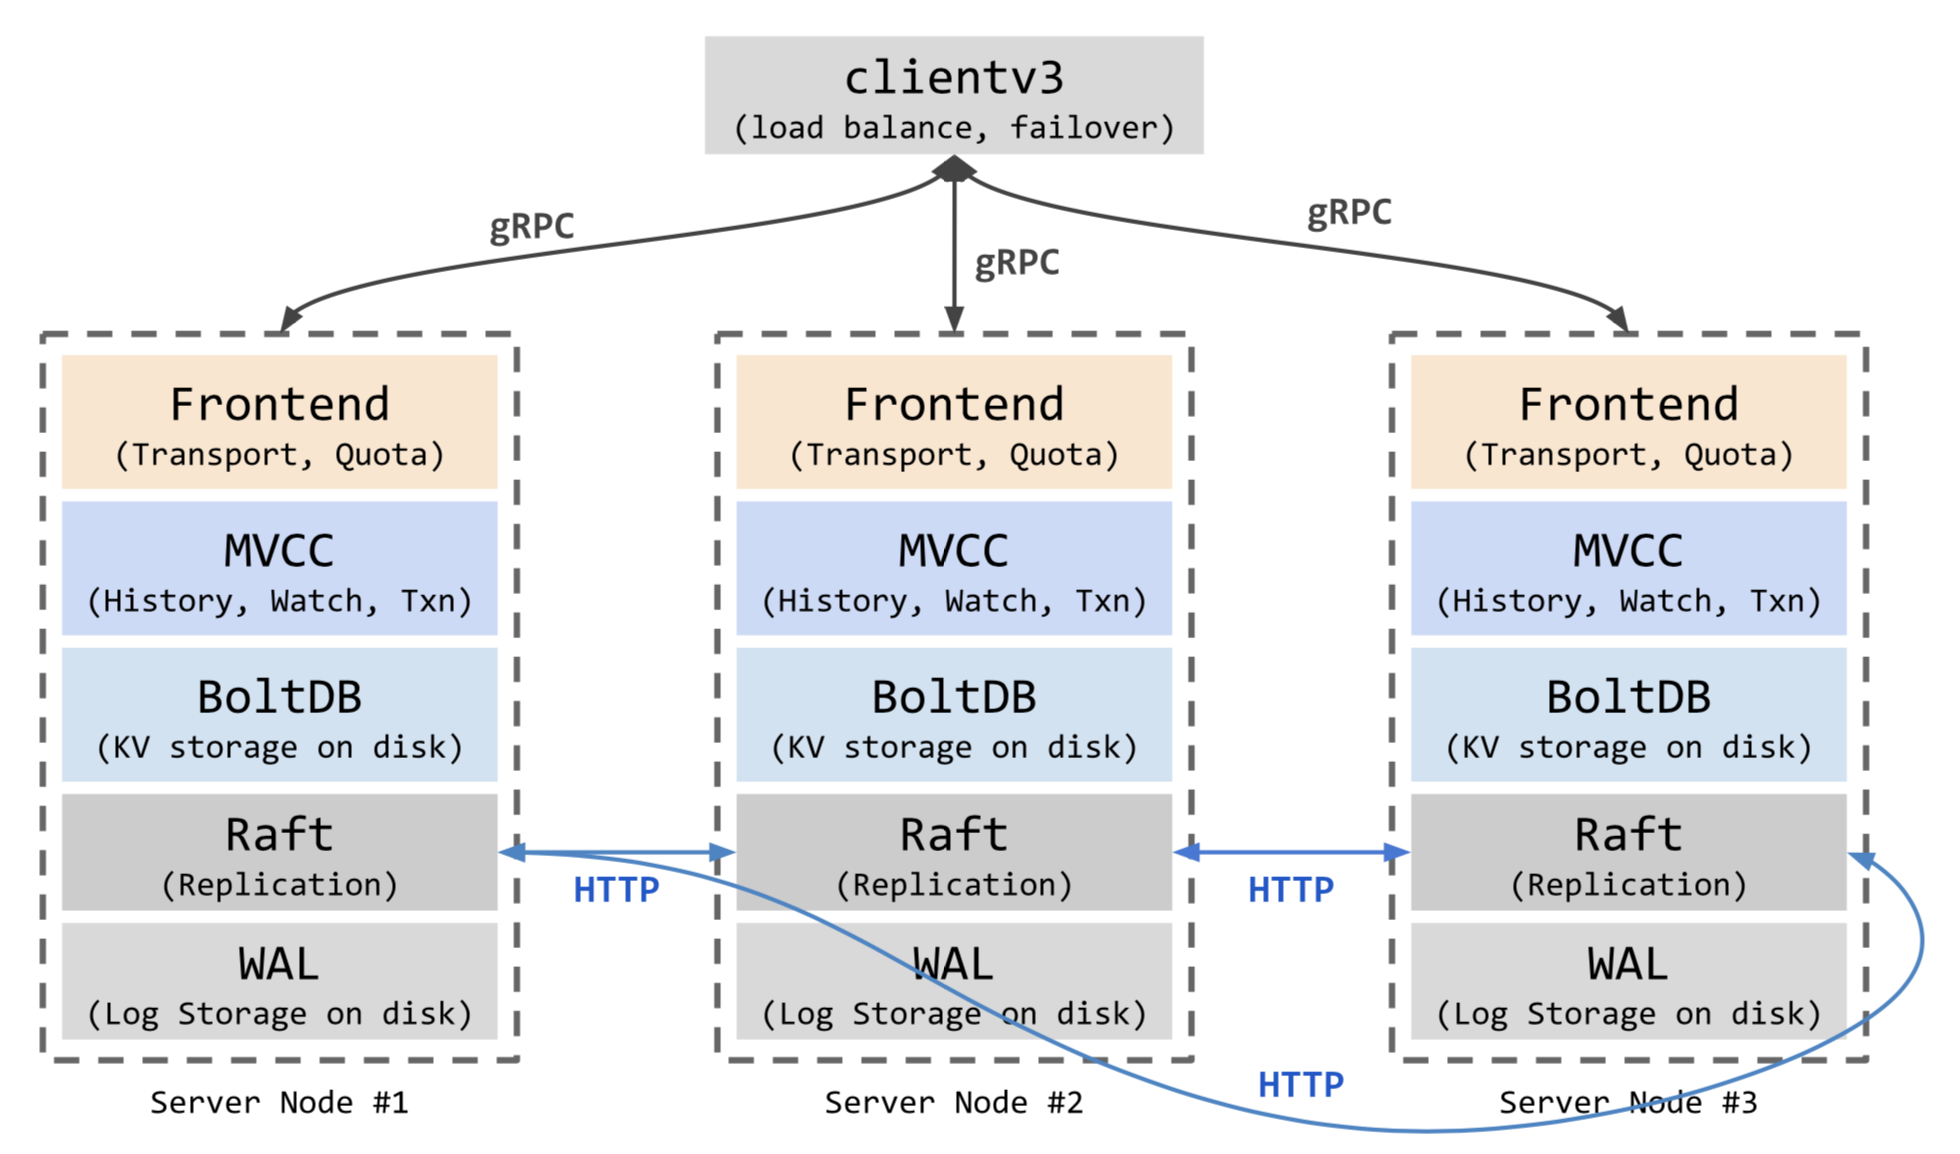 clientv3
(load balance, failover)
gRPC
gRPC
gRPC
Frontend
(Transport, Quota)
MVCC
(History, Watch, Txn)
BoltDB
(KV storage on disk)
Raft
(Replication)
WAL
(Log Storage on disk)
Server Node #1
HTTP
Frontend
(Transport, Quota)
MVCC
(History, Watch, Txn)
BoltDB
(KV storage on disk)
Raft
(Replication)
WAL
(Log Storage on disk)
Server Node #2
HTTP
HTTP
Frontend
(Transport, Quota)
MVCC
(History, Watch, Txn)
BoltDB
(KV storage on disk)
Raft
(Replication)
WAL
(Log Storage on disk)
Server Node #3